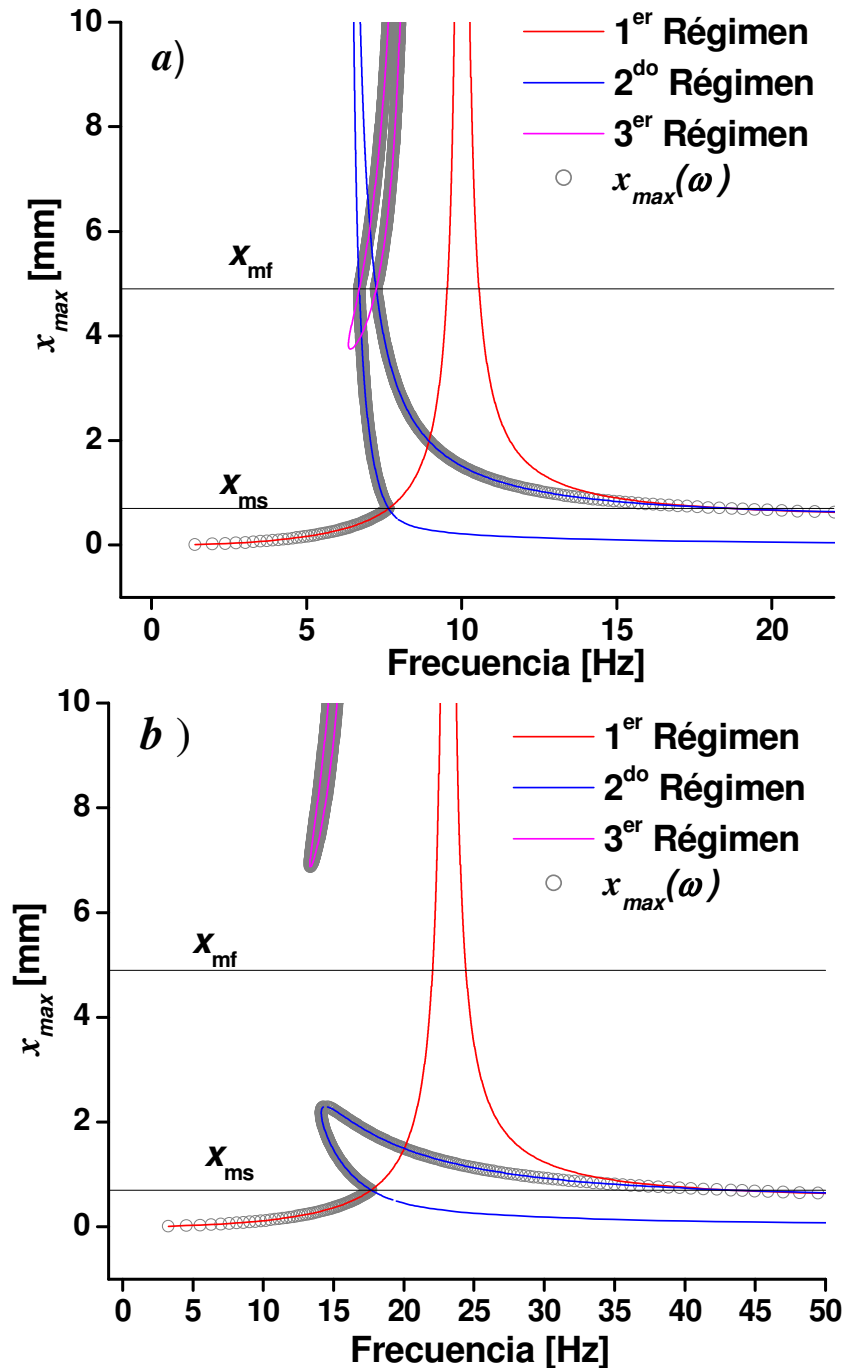 a)
1er Régimen
2do Régimen
3er Régimen
xmax(ω)
xmf
xms
xmax [mm]
10
8
6
4
2
0
0 5 10 15 20
Frecuencia [Hz]
b )
1er Régimen
2do Régimen
3er Régimen
xmax(ω)
xmf
xms
xmax [mm]
10
8
6
4
2
0
0 5 10 15 20 25 30 35 40 45 50
Frecuencia [Hz]